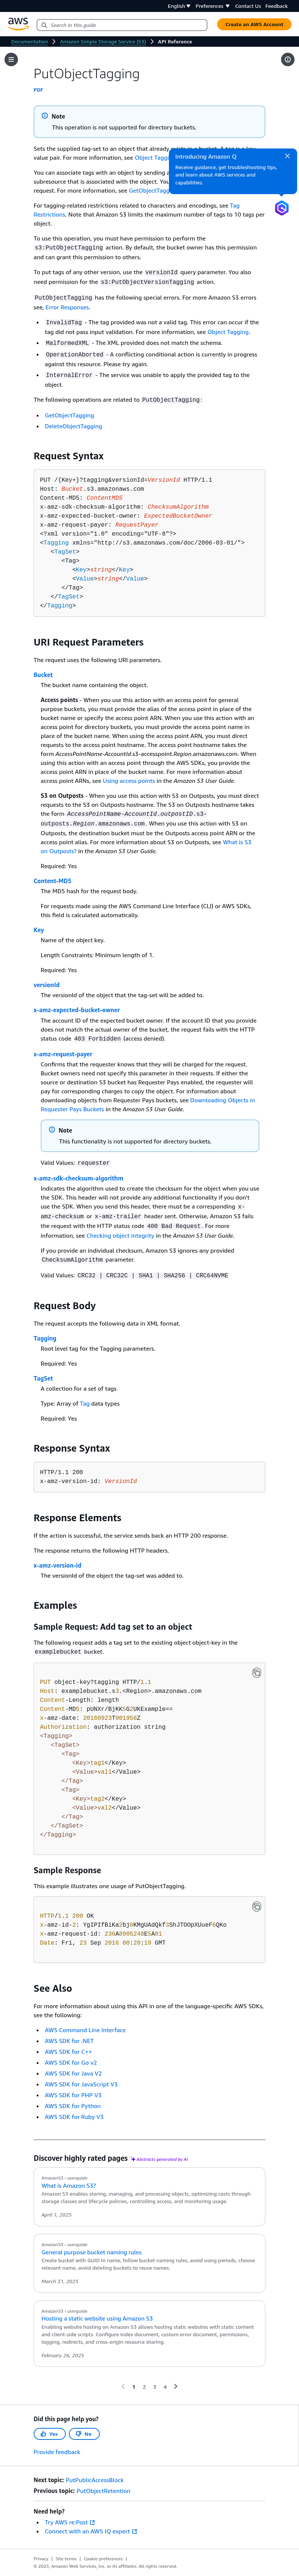 English
Preferences
Contact Us
Feedback
aws
Search in this guide
Create an AWS Account
Documentation
Amazon Simple Storage Service (S3)
API Reference
PutObjectTagging
PDF
Note
This operation is not supported for directory buckets.
Introducing Amazon Q
Receive guidance, get troubleshooting tips,
and learn about AWS services and
capabilities.
Sets the supplied tag-set to an object that already exists in a bucket. A tag
value pair. For more information, see Object Tagg
You can associate tags with an object by sending a
subresource that is associated with the object. You
request. For more information, see GetObjectTagg
For tagging-related restrictions related to characters and encodings, see Tag
Restrictions. Note that Amazon S3 limits the maximum number of tags to 10 tags per
object.
To use this operation, you must have permission to perform the
s3:PutObjectTagging action. By default, the bucket owner has this permission
and can grant this permission to others.
To put tags of any other version, use the versionId query parameter. You also
need permission for the s3:PutObjectVersionTagging action.
PutObjectTagging has the following special errors. For more Amazon S3 errors
see, Error Responses.
• InvalidTag - The tag provided was not a valid tag. This error can occur if the
tag did not pass input validation. For more information, see Object Tagging.
• MalformedXML - The XML provided does not match the schema.
• OperationAborted - A conflicting conditional action is currently in progress
against this resource. Please try again.
• InternalError - The service was unable to apply the provided tag to the
object.
The following operations are related to PutObjectTagging:
• GetObjectTagging
• DeleteObjectTagging
Request Syntax
PUT /{Key+}?tagging&versionId=VersionId HTTP/1.1
Host: Bucket.s3.amazonaws.com
Content-MD5: ContentMD5
x-amz-sdk-checksum-algorithm: ChecksumAlgorithm
x-amz-expected-bucket-owner: ExpectedBucketOwner
x-amz-request-payer: RequestPayer
<?xml version="1.0" encoding="UTF-8"?>
<Tagging xmlns="http://s3.amazonaws.com/doc/2006-03-01/">
<TagSet>
<Tag>
<Key>string</Key>
<Value>string</Value>
</Tag>
</TagSet>
</Tagging>
URI Request Parameters
The request uses the following URI parameters.
Bucket
The bucket name containing the object.
Access points - When you use this action with an access point for general
purpose buckets, you must provide the alias of the access point in place of the
bucket name or specify the access point ARN. When you use this action with an
access point for directory buckets, you must provide the access point name in
place of the bucket name. When using the access point ARN, you must direct
requests to the access point hostname. The access point hostname takes the
form AccessPointName-AccountId.s3-accesspoint.Region.amazonaws.com. When
using this action with an access point through the AWS SDKs, you provide the
access point ARN in place of the bucket name. For more information about access
point ARNs, see Using access points in the Amazon S3 User Guide.
S3 on Outposts - When you use this action with S3 on Outposts, you must direct
requests to the S3 on Outposts hostname. The S3 on Outposts hostname takes
the form AccessPointName-AccountId.outpostID.s3-
outposts.Region.amazonaws.com. When you use this action with S3 on
Outposts, the destination bucket must be the Outposts access point ARN or the
access point alias. For more information about S3 on Outposts, see What is S3
on Outposts? in the Amazon S3 User Guide.
Required: Yes
Content-MD5
The MD5 hash for the request body.
For requests made using the AWS Command Line Interface (CLI) or AWS SDKs,
this field is calculated automatically.
Key
Name of the object key.
Length Constraints: Minimum length of 1.
Required: Yes
versionId
The versionId of the object that the tag-set will be added to.
x-amz-expected-bucket-owner
The account ID of the expected bucket owner. If the account ID that you provide
does not match the actual owner of the bucket, the request fails with the HTTP
status code 403 Forbidden (access denied).
x-amz-request-payer
Confirms that the requester knows that they will be charged for the request.
Bucket owners need not specify this parameter in their requests. If either the
source or destination S3 bucket has Requester Pays enabled, the requester will
pay for corresponding charges to copy the object. For information about
downloading objects from Requester Pays buckets, see Downloading Objects in
Requester Pays Buckets in the Amazon S3 User Guide.
Note
This functionality is not supported for directory buckets.
Valid Values: requester
x-amz-sdk-checksum-algorithm
Indicates the algorithm used to create the checksum for the object when you use
the SDK. This header will not provide any additional functionality if you don't
use the SDK. When you send this header, there must be a corresponding x-
amz-checksum or x-amz-trailer header sent. Otherwise, Amazon S3 fails
the request with the HTTP status code 400 Bad Request. For more
information, see Checking object integrity in the Amazon S3 User Guide.
If you provide an individual checksum, Amazon S3 ignores any provided
ChecksumAlgorithm parameter.
Valid Values: CRC32 | CRC32C | SHA1 | SHA256 | CRC64NVME
Request Body
The request accepts the following data in XML format.
Tagging
Root level tag for the Tagging parameters.
Required: Yes
TagSet
A collection for a set of tags
Type: Array of Tag data types
Required: Yes
Response Syntax
HTTP/1.1 200
x-amz-version-id: VersionId
Response Elements
If the action is successful, the service sends back an HTTP 200 response.
The response returns the following HTTP headers.
x-amz-version-id
The versionId of the object the tag-set was added to.
Examples
Sample Request: Add tag set to an object
The following request adds a tag set to the existing object object-key in the
examplebucket bucket.
PUT object-key?tagging HTTP/1.1
Host: examplebucket.s3.<Region>.amazonaws.com
Content-Length: length
Content-MD5: pUNXr/BjKK5G2UKExample==
x-amz-date: 20160923T001956Z
Authorization: authorization string
<Tagging>
<TagSet>
<Tag>
<Key>tag1</Key>
<Value>val1</Value>
</Tag>
<Tag>
<Key>tag2</Key>
<Value>val2</Value>
</Tag>
</TagSet>
</Tagging>
Sample Response
This example illustrates one usage of PutObjectTagging.
HTTP/1.1 200 OK
x-amz-id-2: YgIPIfBiKa2bj0KMgUAdQkf3ShJTOOpXUueF6QKo
x-amz-request-id: 236A8905248E5A01
Date: Fri, 23 Sep 2016 00:20:19 GMT
See Also
For more information about using this API in one of the language-specific AWS SDKs,
see the following:
• AWS Command Line Interface
• AWS SDK for .NET
• AWS SDK for C++
• AWS SDK for Go v2
• AWS SDK for Java V2
• AWS SDK for JavaScript V3
• AWS SDK for PHP V3
• AWS SDK for Python
• AWS SDK for Ruby V3
Discover highly rated pages Abstracts generated by AI
AmazonS3 › userguide
What is Amazon S3?
Amazon S3 enables storing, managing, and processing objects, optimizing costs through
storage classes and lifecycle policies, controlling access, and monitoring usage.
April 1, 2025
AmazonS3 › userguide
General purpose bucket naming rules
Create bucket with GUID in name, follow bucket naming rules, avoid using periods, choose
relevant name, avoid deleting buckets to reuse names.
March 31, 2025
AmazonS3 › userguide
Hosting a static website using Amazon S3
Enabling website hosting on Amazon S3 allows hosting static websites with static content
and client-side scripts. Configure index document, custom error document, permissions,
logging, redirects, and cross-origin resource sharing.
February 26, 2025
1 2 3 4
Did this page help you?
Yes
No
Provide feedback
Next topic: PutPublicAccessBlock
Previous topic: PutObjectRetention
Need help?
• Try AWS re:Post
• Connect with an AWS IQ expert
Privacy | Site terms | Cookie preferences |
© 2025, Amazon Web Services, Inc. or its affiliates. All rights reserved.